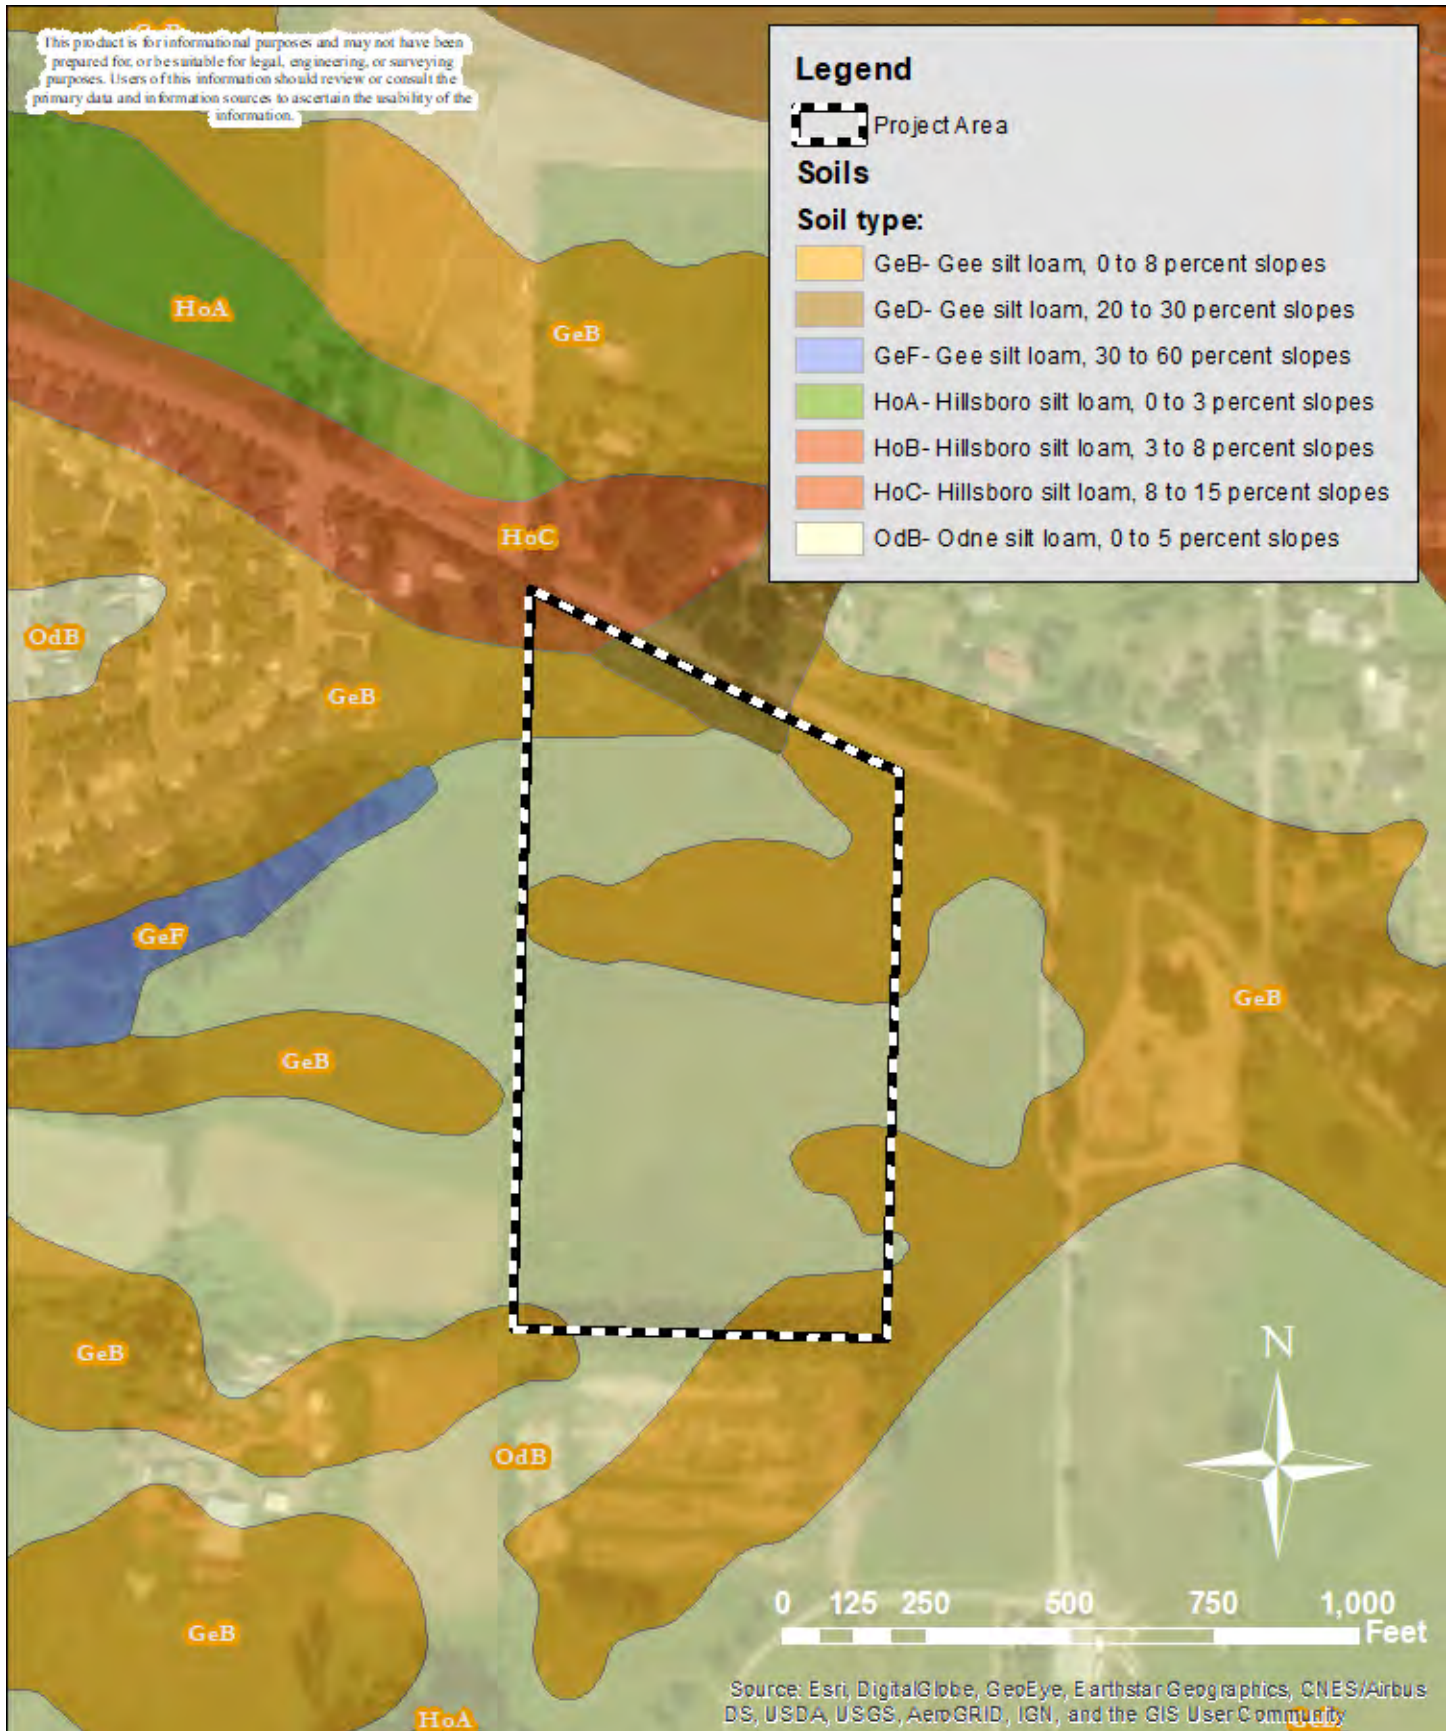 This product is for informational purposes and may not have been
prepared for, or be suitable for legal, engineering, or surveying
purposes. Users of this information should review or consult the
primary data and information sources to ascertain the usability of the
information.
Legend
Project Area
Soils
Soil type:
GeB- Gee silt loam, 0 to 8 percent slopes
GeD- Gee silt loam, 20 to 30 percent slopes
GeF- Gee silt loam, 30 to 60 percent slopes
HoA- Hillsboro silt loam, 0 to 3 percent slopes
HoB- Hillsboro silt loam, 3 to 8 percent slopes
HoC- Hillsboro silt loam, 8 to 15 percent slopes
OdB- Odne silt loam, 0 to 5 percent slopes
HoA
GeB
HoC
OdB
GeB
GeF
GeB
GeB
GeB
OdB
GeB
HoA
N
0 125 250 500 750 1,000
Feet
Source: Esri, DigitalGlobe, GeoEye, Earthstar Geographics, CNES/Airbus
DS, USDA, USGS, AeroGRID, IGN, and the GIS User Community